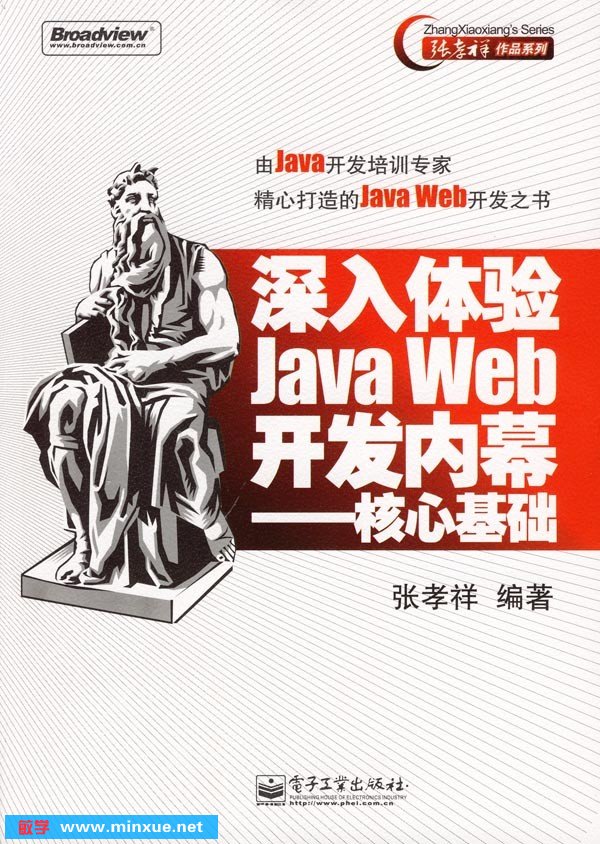 Broadview®
www.broadview.com.cn
ZhangXiaoxiang's Series
张孝祥 作品系列
由Java开发培训专家
精心打造的Java Web开发之书
深入体验
Java Web
开发内幕
——核心基础
张孝祥 编著
電子工業出版社·
PUBLISHING HOUSE OF ELECTRONICS INDUSTRY
http://www.phei.com.cn
敏学 www.minxue.net